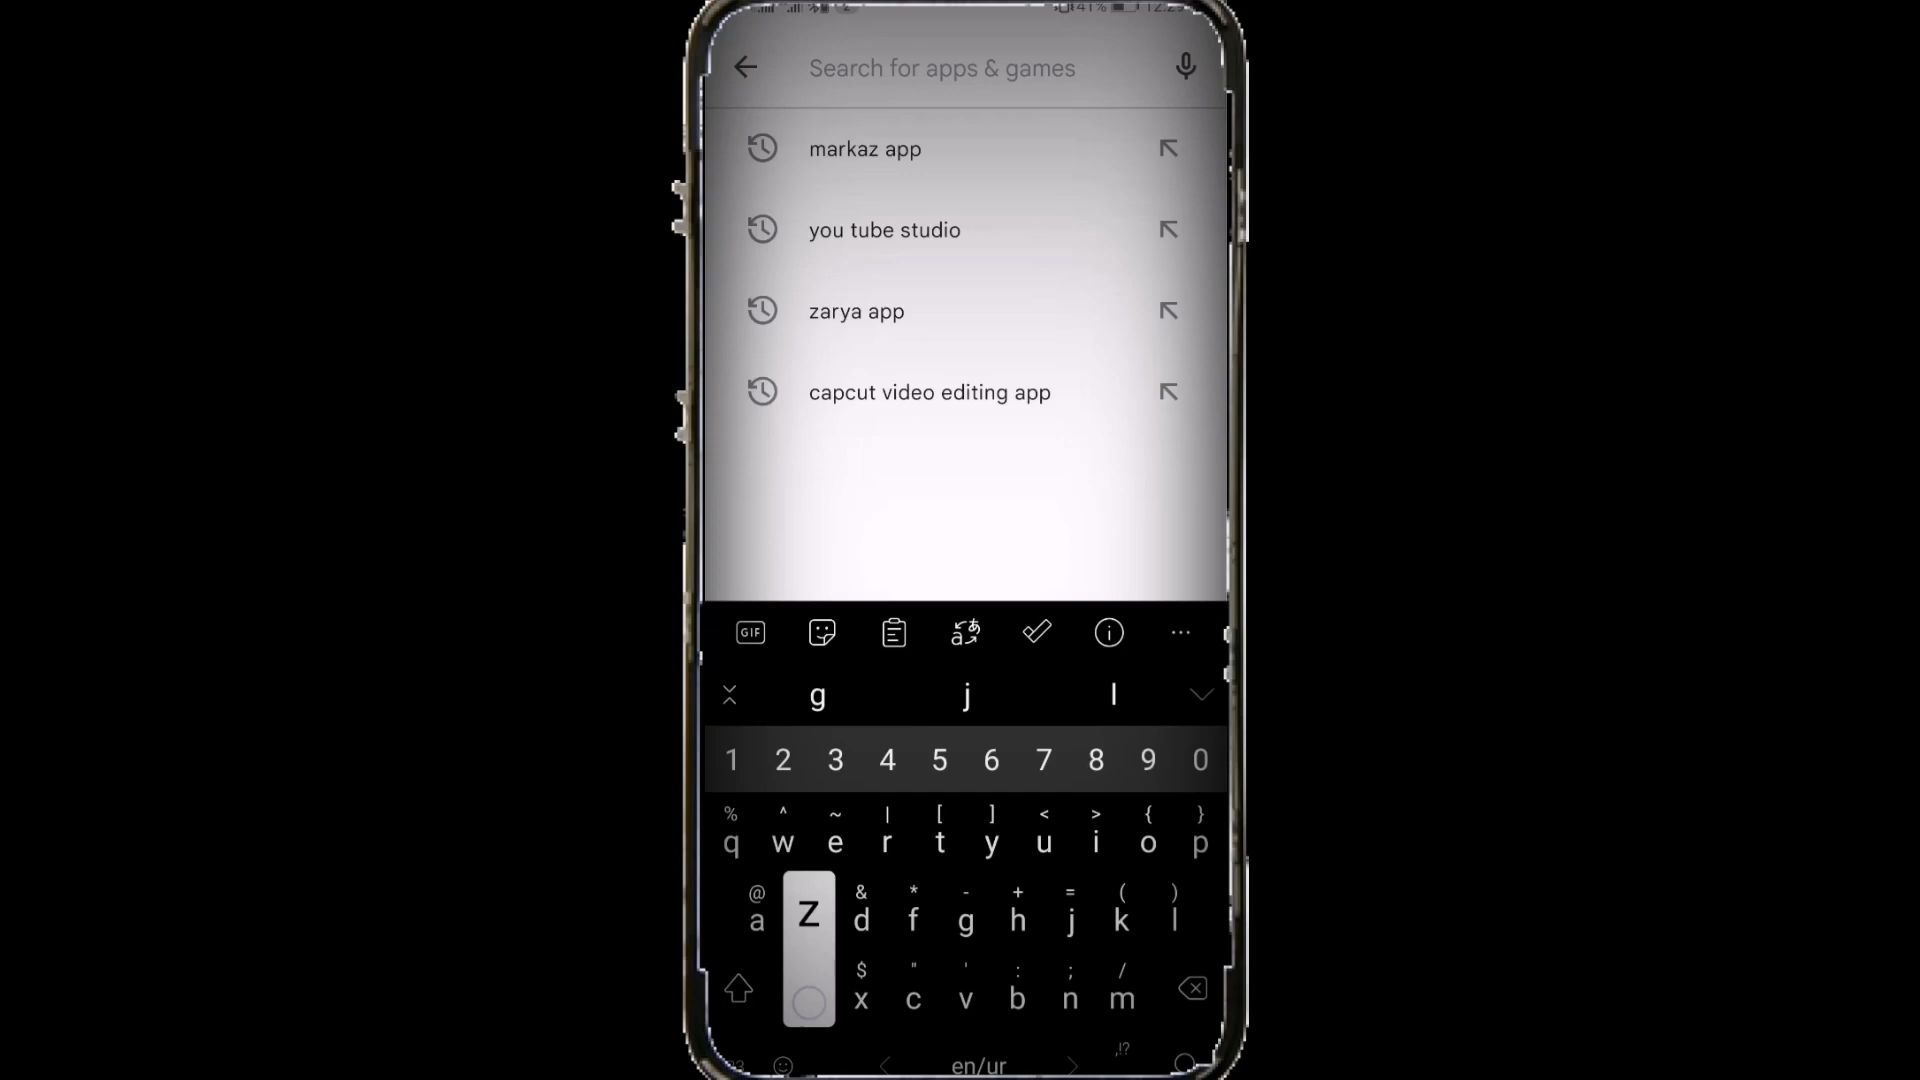 41%
Search for apps & games
markaz app
you tube studio
zarya app
capcut video editing app
GIF
g j l
1 2 3 4 5 6 7 8 9 0
% ^ ~ | [ ] < > { }
q w e r t y u i o p
@ & * - + = ( )
a z d f g h j k l
$ " ' : ; /
x c v b n m
,!?
en/ur